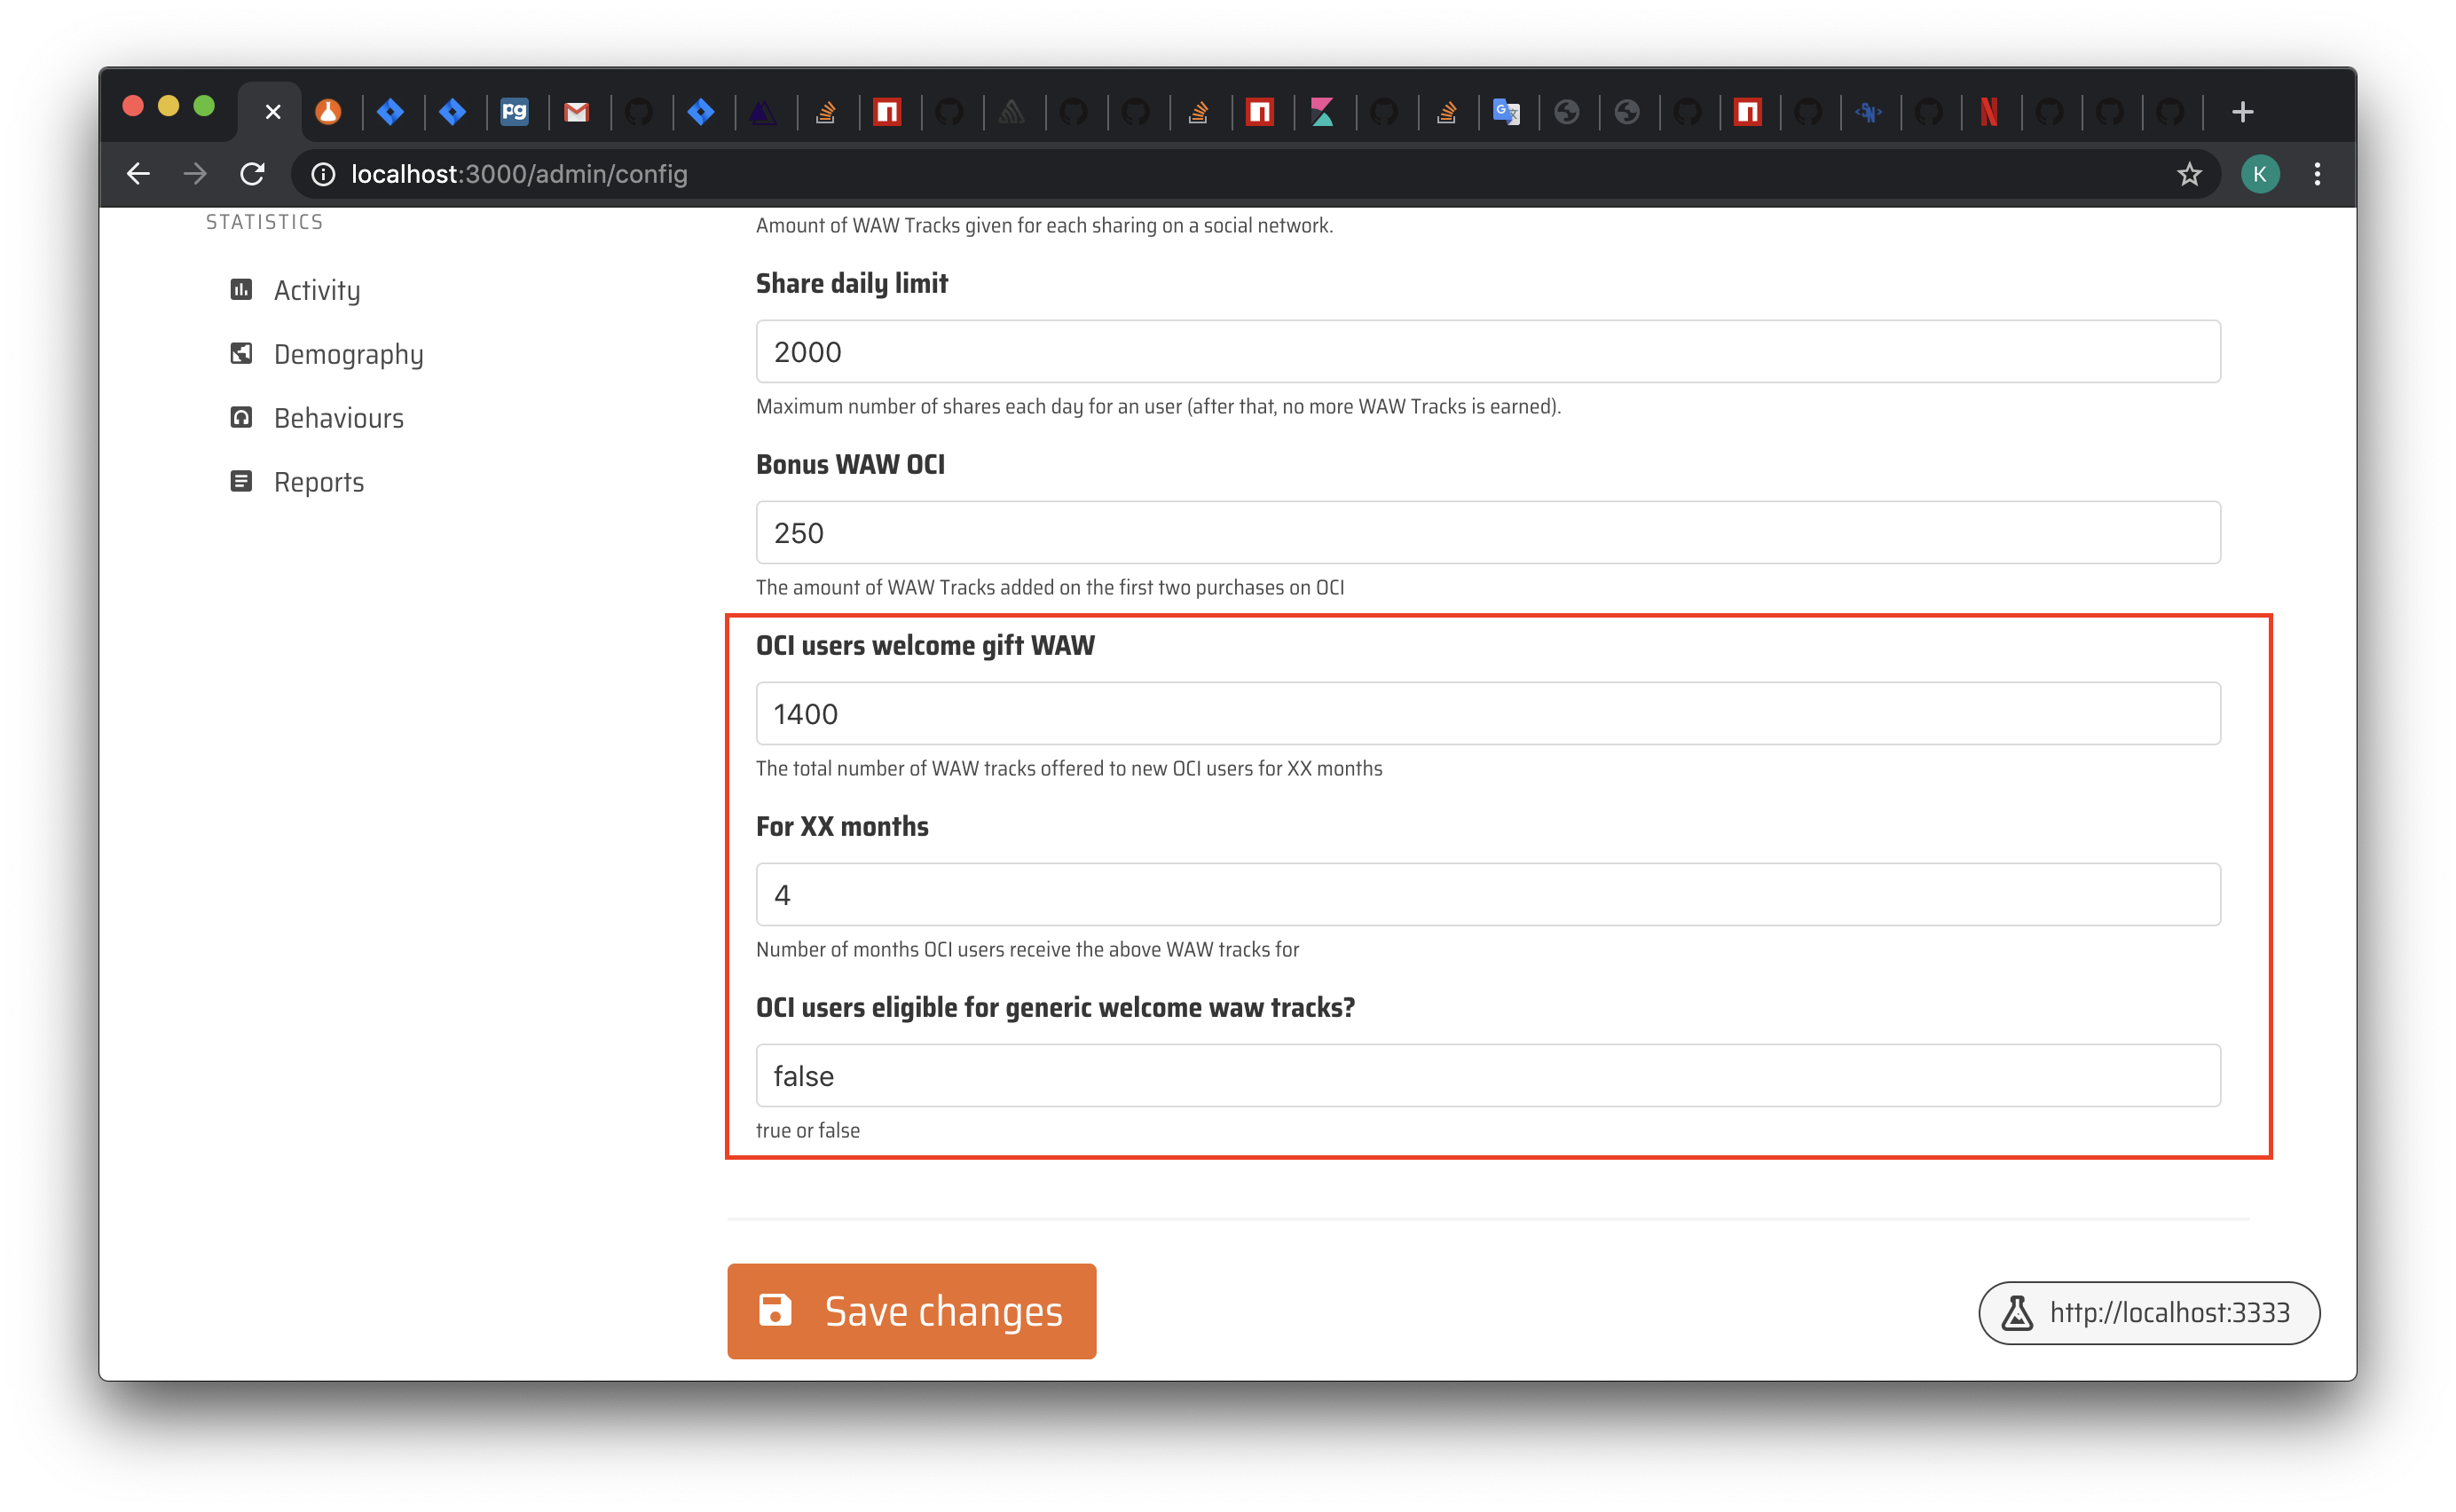 pg
localhost:3000/admin/config
K
STATISTICS
Activity
Demography
Behaviours
Reports
Amount of WAW Tracks given for each sharing on a social network.
Share daily limit
2000
Maximum number of shares each day for an user (after that, no more WAW Tracks is earned).
Bonus WAW OCI
250
The amount of WAW Tracks added on the first two purchases on OCI
OCI users welcome gift WAW
1400
The total number of WAW tracks offered to new OCI users for XX months
For XX months
4
Number of months OCI users receive the above WAW tracks for
OCI users eligible for generic welcome waw tracks?
false
true or false
Save changes
http://localhost:3333